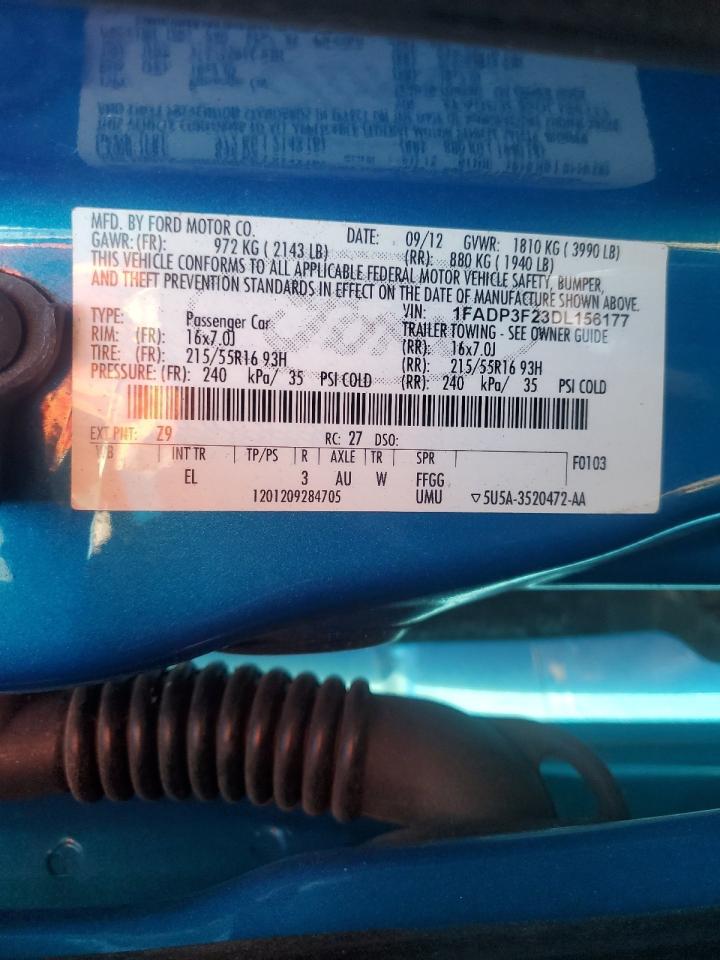 MFD. BY FORD MOTOR CO. DATE: 09/12 GVWR: 1810 KG ( 3990 LB)
GAWR: (FR): 972 KG ( 2143 LB) (RR): 880 KG ( 1940 LB)
THIS VEHICLE CONFORMS TO ALL APPLICABLE FEDERAL MOTOR VEHICLE SAFETY, BUMPER,
AND THEFT PREVENTION STANDARDS IN EFFECT ON THE DATE OF MANUFACTURE SHOWN ABOVE.
VIN: 1FADP3F23DL156177
TYPE: Passenger Car TRAILER TOWING - SEE OWNER GUIDE
RIM: (FR) 16x7.0J (RR): 16x7.0J
TIRE: (FR) 215/55R16 93H (RR): 215/55R16 93H
PRESSURE: (FR): 240 kPa/ 35 PSI COLD (RR): 240 kPa/ 35 PSI COLD
EXT PNT: Z9 RC: 27 DSO:
WB INT TR TP/PS R AXLE TR SPR F0103
EL 3 AU W FFGG
1201209284705 UMU ▽5U5A-3520472-AA